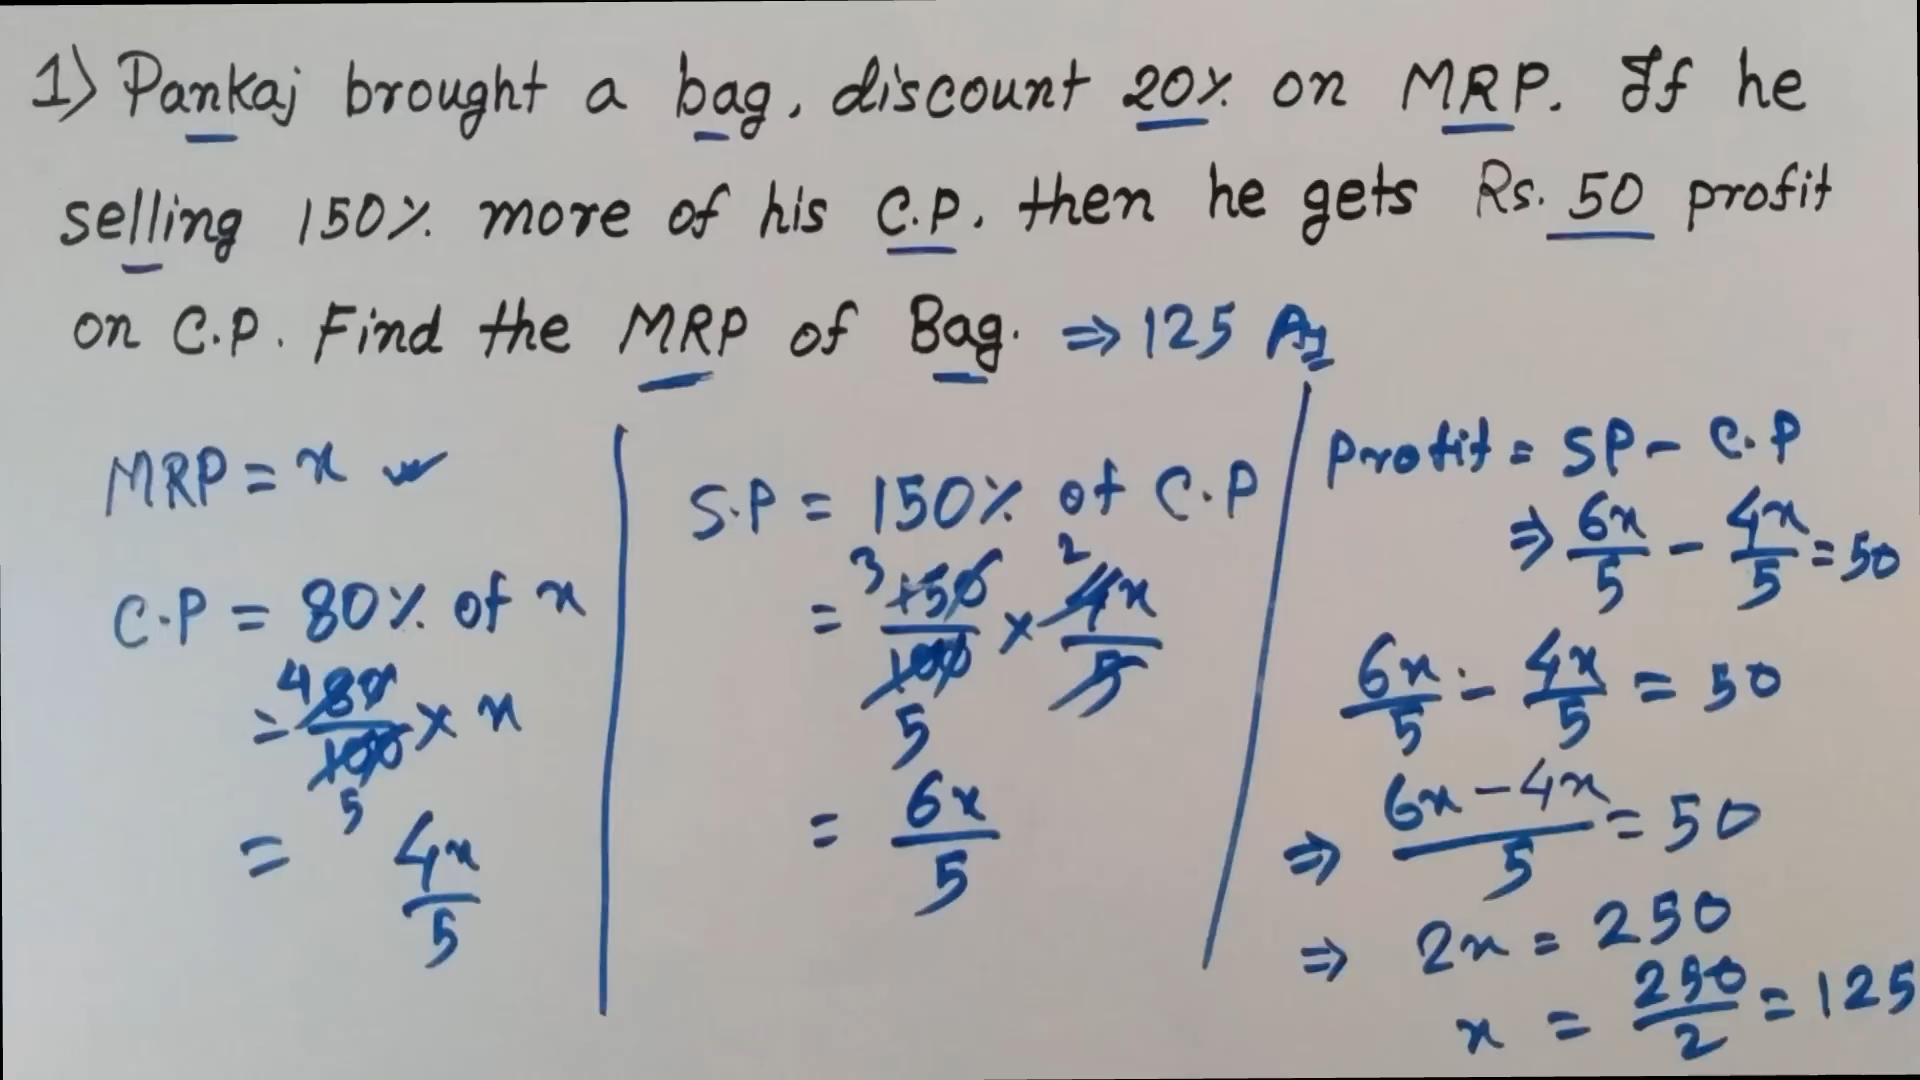 1) Pankaj brought a bag, discount 20% on MRP. If he
selling 150% more of his C.P. then he gets Rs. 50 profit
on C.P. Find the MRP of Bag. ⇒ 125 Ans
MRP = x
C.P = 80% of x
= 4 80/100 5 × x
= 4x/5
S.P = 150% of C.P
= 3 150/100 5 × 2 4x/5
= 6x/5
Profit = SP - C.P
⇒ 6x/5 - 4x/5 = 50
6x/5 - 4x/5 = 50
⇒ 6x - 4x/5 = 50
⇒ 2x = 250
x = 250/2 = 125